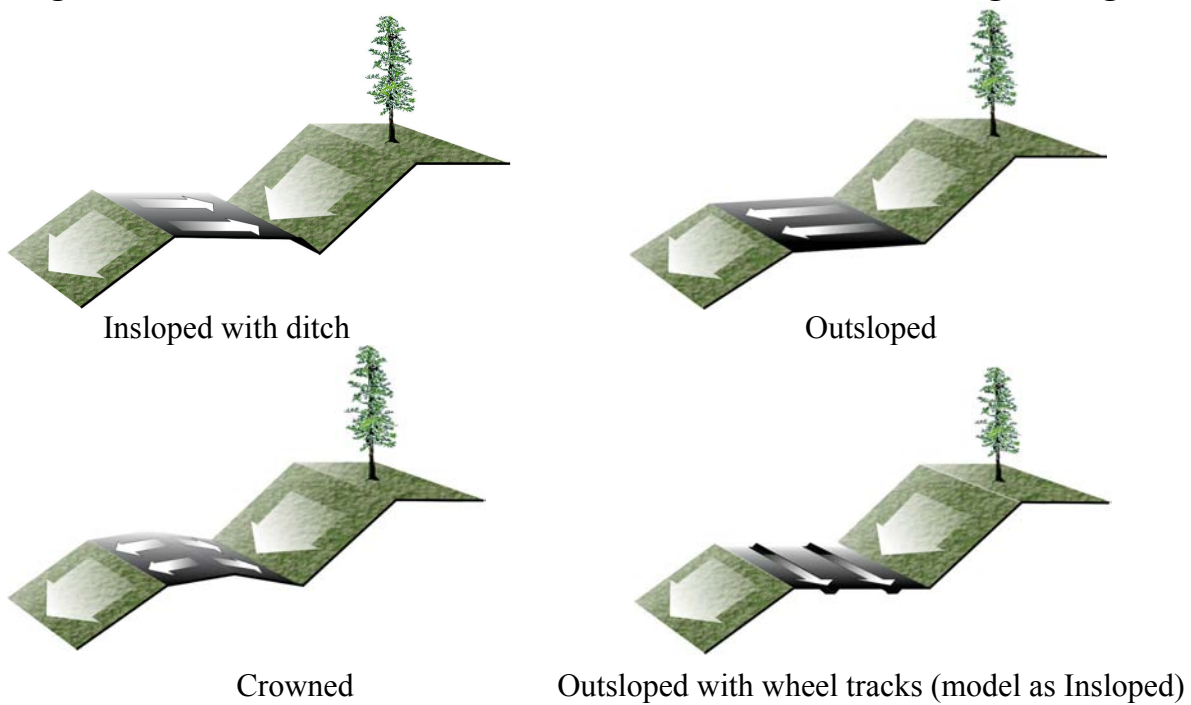 Insloped with ditch
Outsloped
Crowned
Outsloped with wheel tracks (model as Insloped)